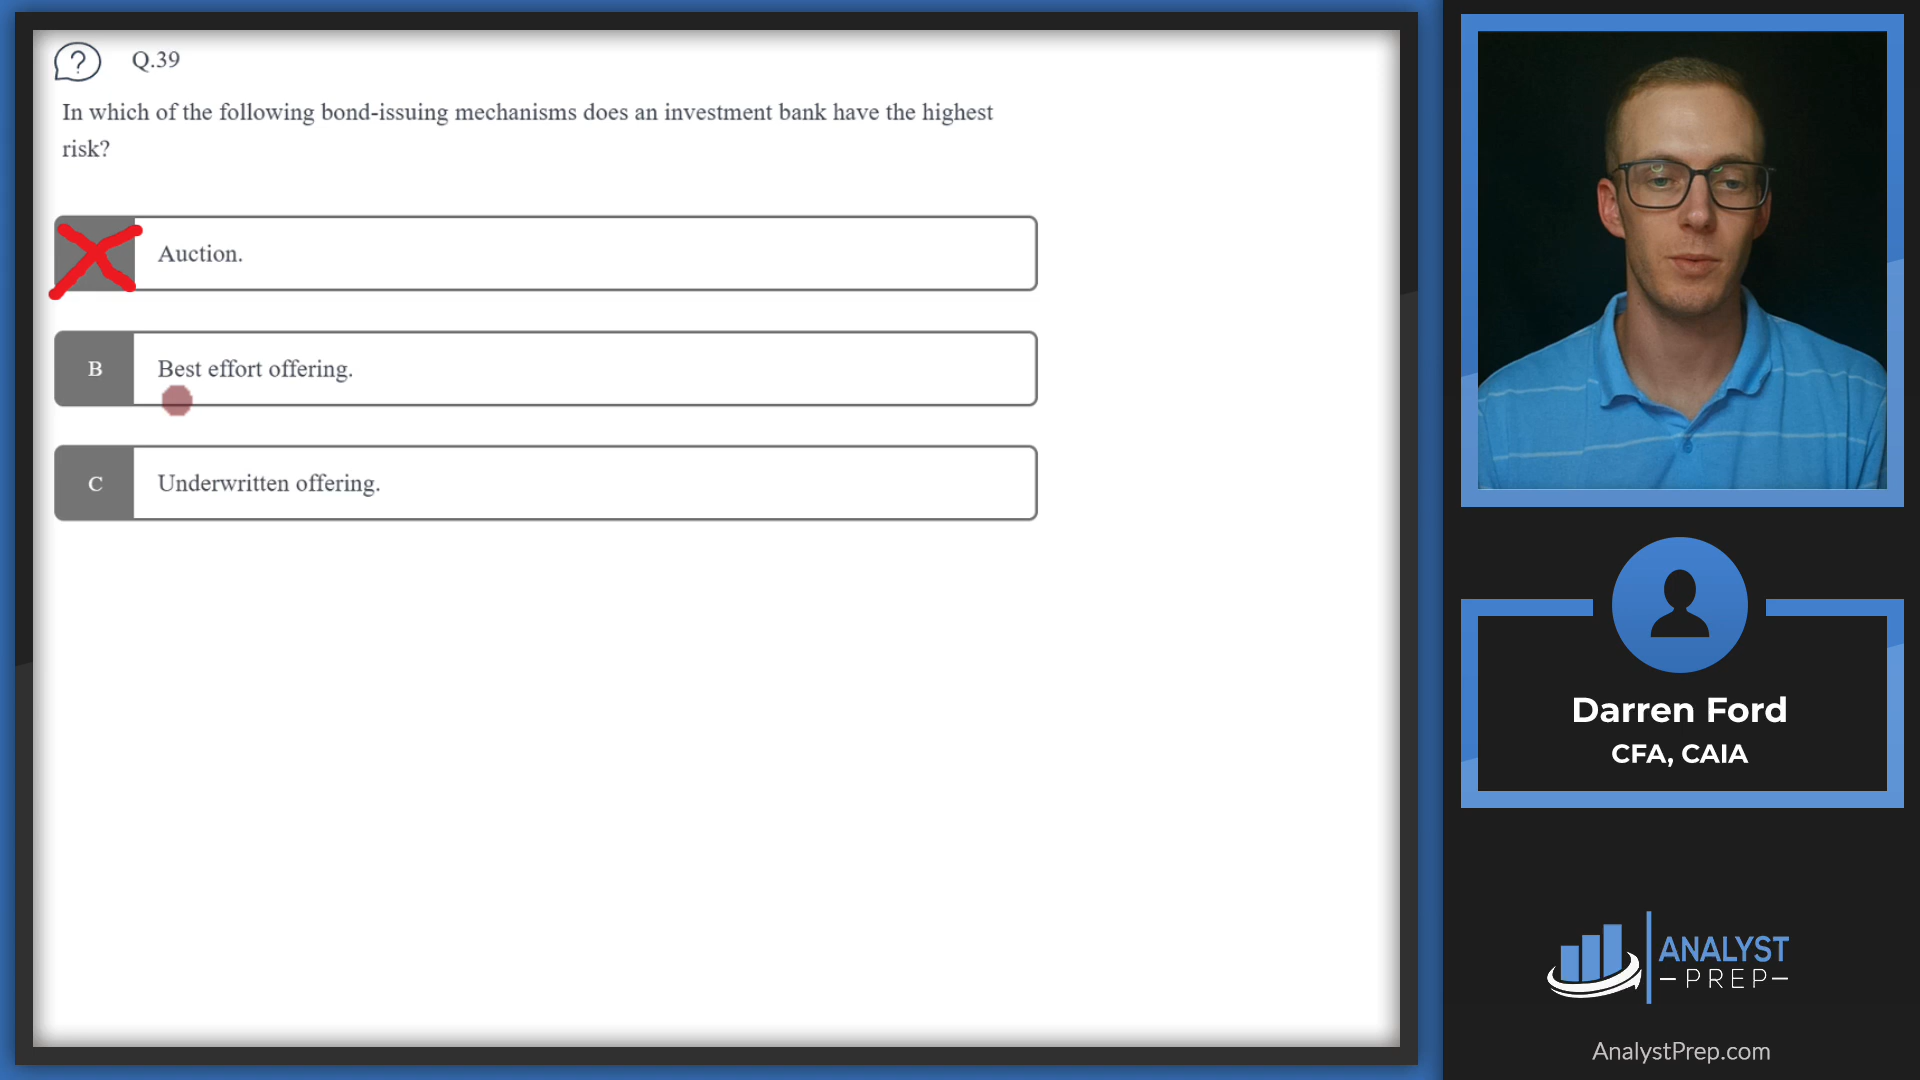 Q.39
In which of the following bond-issuing mechanisms does an investment bank have the highest
risk?
Auction.
B
Best effort offering.
C
Underwritten offering.
Darren Ford
CFA, CAIA
ANALYST
PREP
AnalystPrep.com